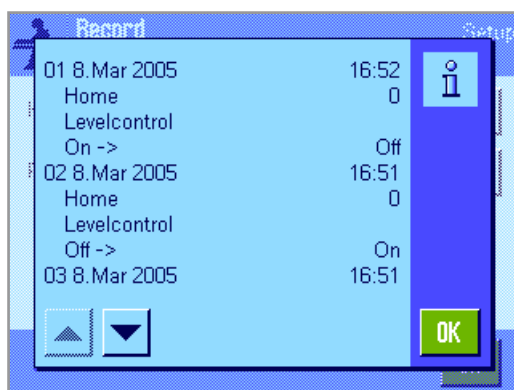 Record
Setup
01 8.Mar 2005 16:52
Home 0
Levelcontrol
On -> Off
02 8.Mar 2005 16:51
Home 0
Levelcontrol
Off -> On
03 8.Mar 2005 16:51
OK